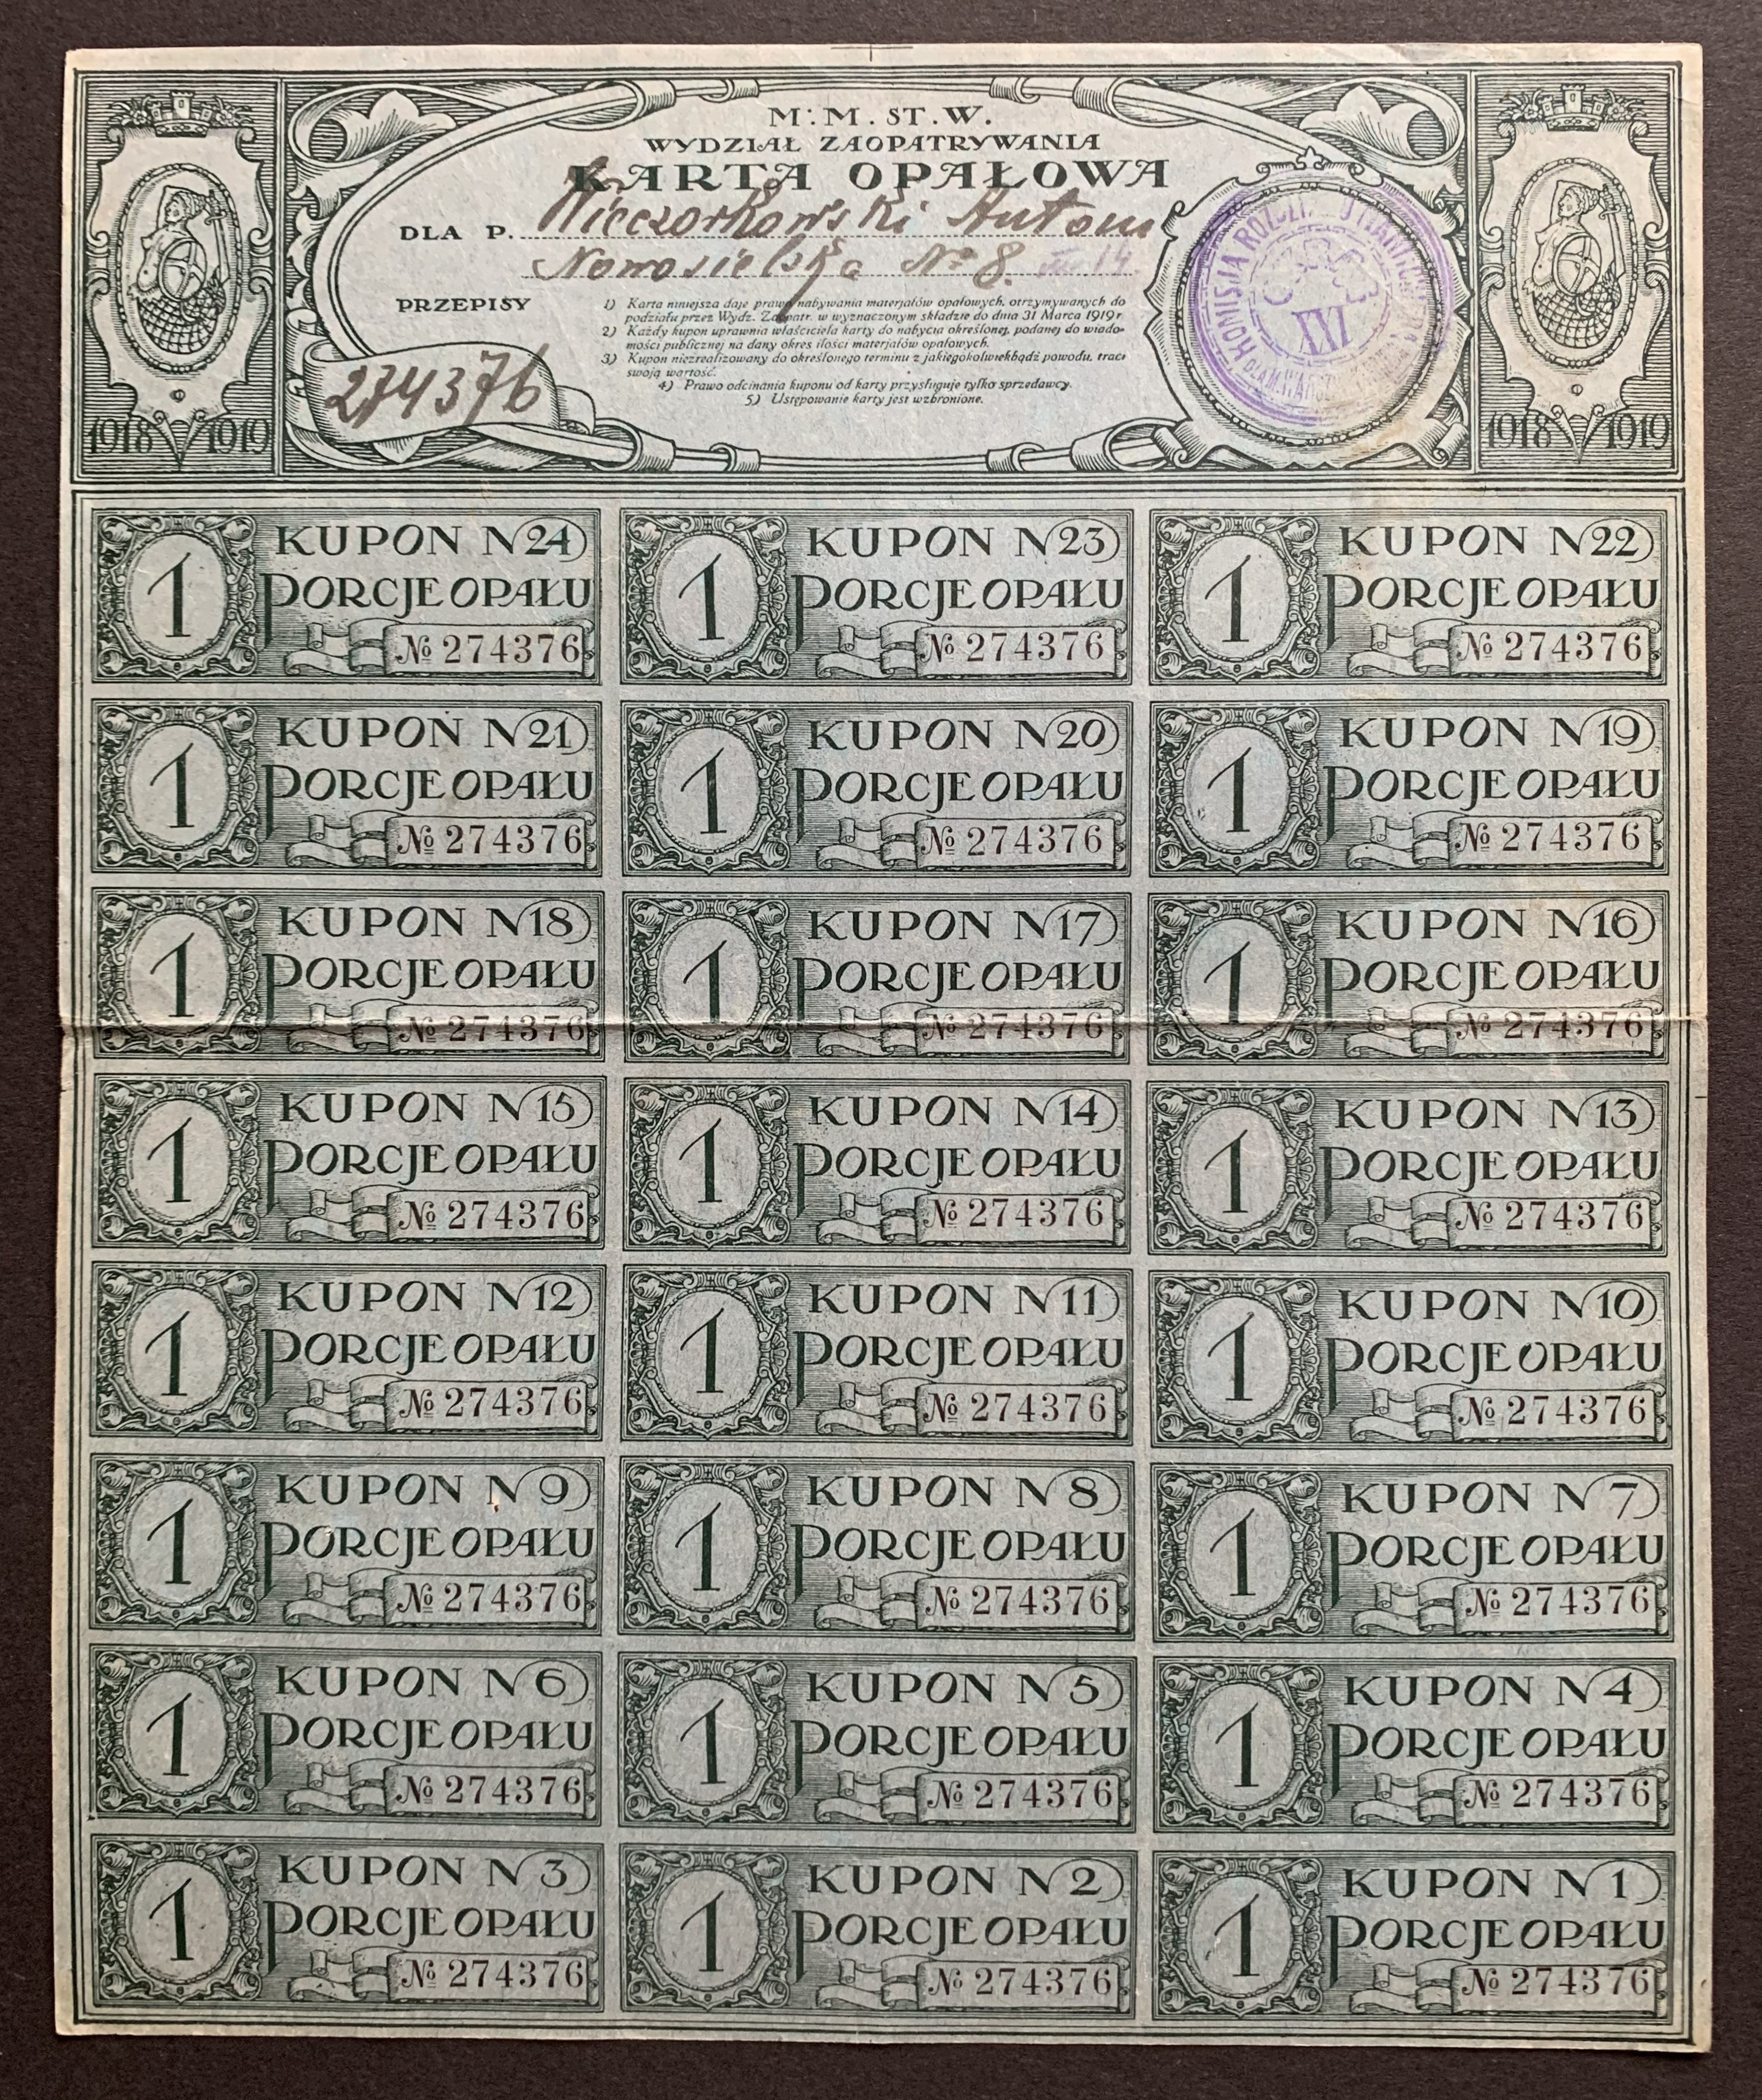 M. M. ST. W.
WYDZIAŁ ZAOPATRYWANIA
KARTA OPAŁOWA
DLA P. Wieczorkowski Antoni
Nowosielska № 8.
PRZEPISY
1) Karta niniejsza daje prawo nabywania materjałów opałowych, otrzymywanych do
podziału przez Wydz. Zaopatr. w wyznaczonym składzie do dnia 31 Marca 1919 r.
2) Każdy kupon uprawnia właściciela karty do nabycia określonej, podanej do wiado-
mości publicznej na dany okres ilości materjałów opałowych.
3) Kupon niezrealizowany do określonego terminu z jakiegokolwiekbądź powodu, traci
swoją wartość.
4) Prawo odcinania kuponu od karty przysługuje tylko sprzedawcy.
5) Ustępowanie karty jest wzbronione.
274376
KOMISJA
XXI
1918 1919
1918 1919
1 KUPON N 24
PORCJE OPAŁU
№ 274376
1 KUPON N 23
PORCJE OPAŁU
№ 274376
1 KUPON N 22
PORCJE OPAŁU
№ 274376
1 KUPON N 21
PORCJE OPAŁU
№ 274376
1 KUPON N 20
PORCJE OPAŁU
№ 274376
1 KUPON N 19
PORCJE OPAŁU
№ 274376
1 KUPON N 18
PORCJE OPAŁU
№ 274376
1 KUPON N 17
PORCJE OPAŁU
№ 274376
1 KUPON N 16
PORCJE OPAŁU
№ 274376
1 KUPON N 15
PORCJE OPAŁU
№ 274376
1 KUPON N 14
PORCJE OPAŁU
№ 274376
1 KUPON N 13
PORCJE OPAŁU
№ 274376
1 KUPON N 12
PORCJE OPAŁU
№ 274376
1 KUPON N 11
PORCJE OPAŁU
№ 274376
1 KUPON N 10
PORCJE OPAŁU
№ 274376
1 KUPON N 9
PORCJE OPAŁU
№ 274376
1 KUPON N 8
PORCJE OPAŁU
№ 274376
1 KUPON N 7
PORCJE OPAŁU
№ 274376
1 KUPON N 6
PORCJE OPAŁU
№ 274376
1 KUPON N 5
PORCJE OPAŁU
№ 274376
1 KUPON N 4
PORCJE OPAŁU
№ 274376
1 KUPON N 3
PORCJE OPAŁU
№ 274376
1 KUPON N 2
PORCJE OPAŁU
№ 274376
1 KUPON N 1
PORCJE OPAŁU
№ 274376